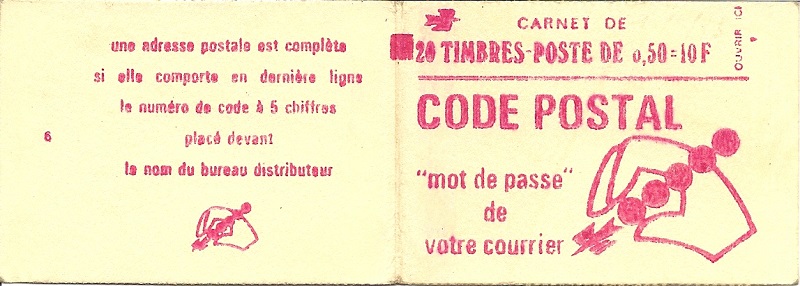 une adresse postale est complète
si elle comporte en dernière ligne
le numéro de code à 5 chiffres
placé devant
le nom du bureau distributeur
6
CARNET DE
20 TIMBRES-POSTE DE 0,50=10F
OUVRIR ICI
CODE POSTAL
"mot de passe"
de
votre courrier